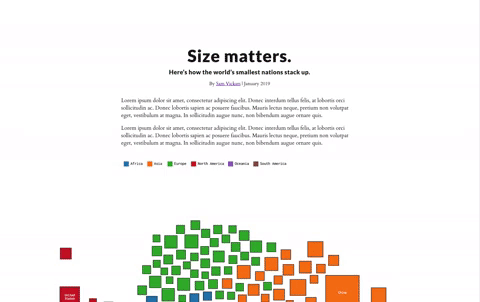 Size matters.
Here's how the world's smallest nations stack up.
By Sam Vickars | January 2019
Lorem ipsum dolor sit amet, consectetur adipiscing elit. Donec interdum tellus felis, at lobortis orci
sollicitudin ac. Donec lobortis sapien ac posuere faucibus. Mauris lectus neque, pretium non volutpat
eget, vestibulum at magna. In sollicitudin augue nunc, non bibendum augue ornare quis.
Lorem ipsum dolor sit amet, consectetur adipiscing elit. Donec interdum tellus felis, at lobortis orci
sollicitudin ac. Donec lobortis sapien ac posuere faucibus. Mauris lectus neque, pretium non volutpat
eget, vestibulum at magna. In sollicitudin augue nunc, non bibendum augue ornare quis.
Africa Asia Europe North America Oceania South America
United
States
China